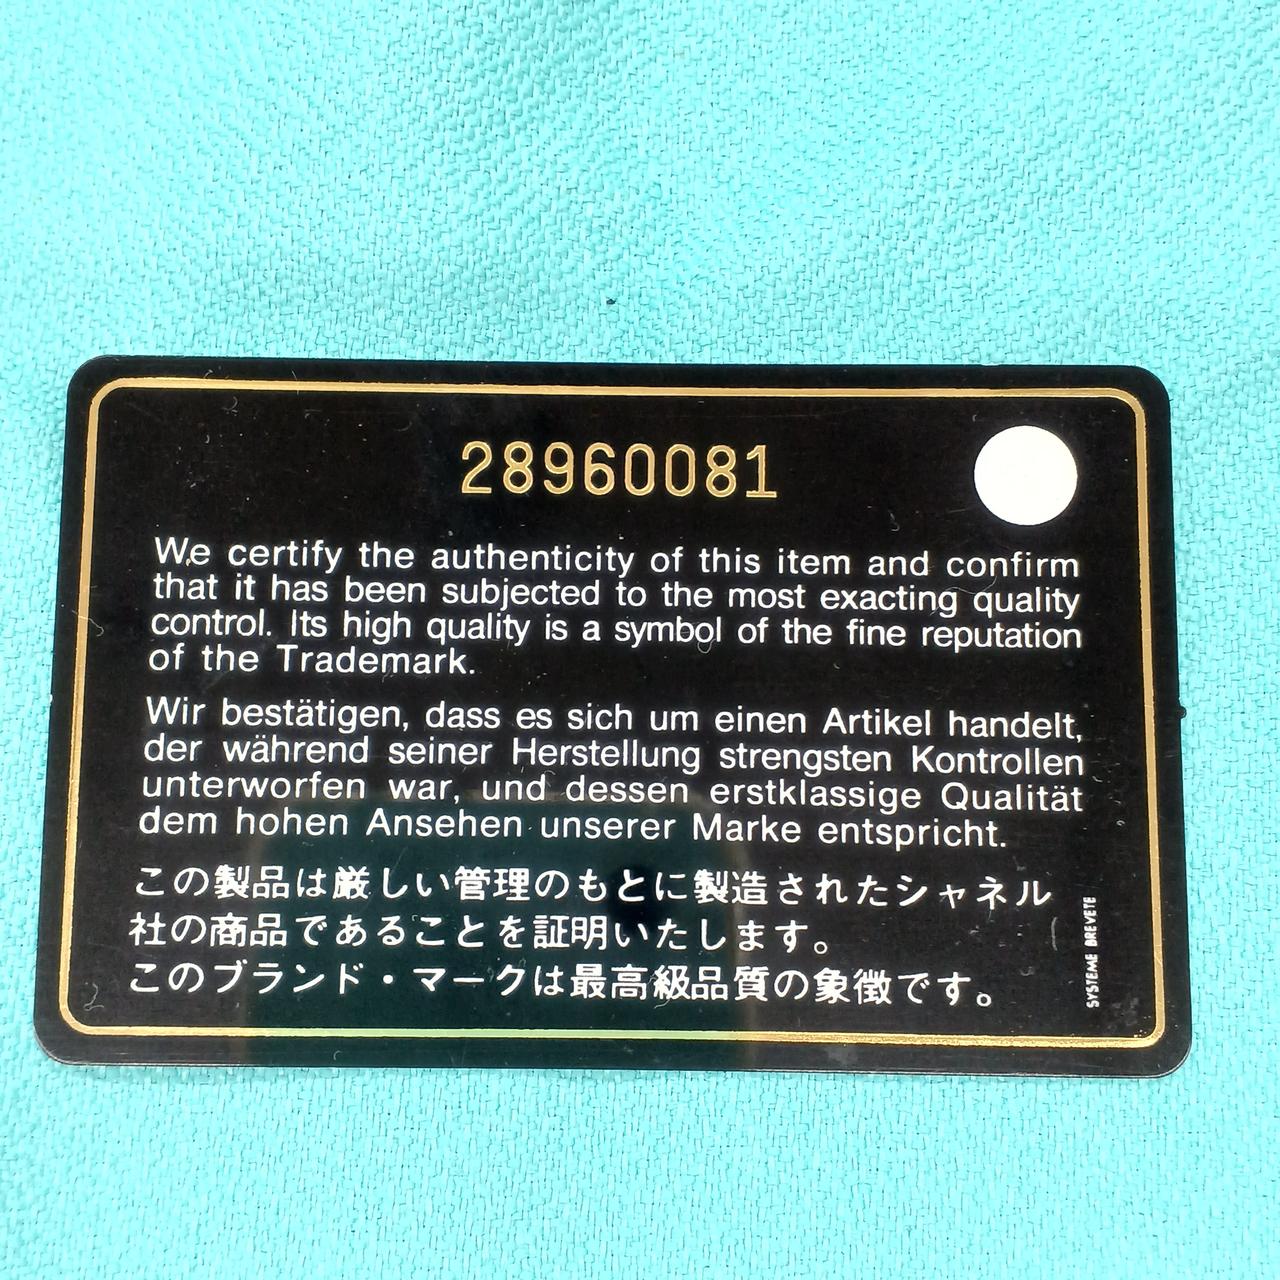 28960081
We certify the authenticity of this item and confirm
that it has been subjected to the most exacting quality
control. Its high quality is a symbol of the fine reputation
of the Trademark.
Wir bestätigen, dass es sich um einen Artikel handelt,
der während seiner Herstellung strengsten Kontrollen
unterworfen war, und dessen erstklassige Qualität
dem hohen Ansehen unserer Marke entspricht.
この製品は厳しい管理のもとに製造されたシャネル
社の商品であることを証明いたします。
このブランド・マークは最高級品質の象徴です。
SYSTEME BREVETE